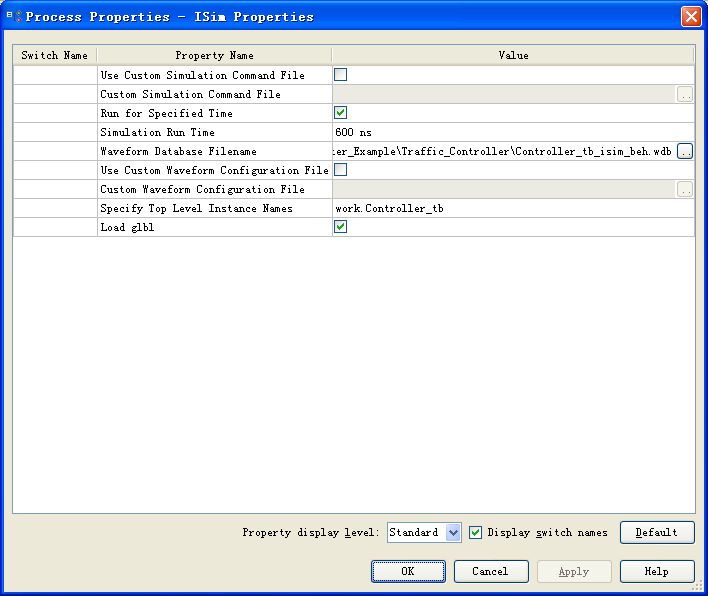 Process Properties - ISim Properties
Switch Name Property Name Value
Use Custom Simulation Command File
Custom Simulation Command File ..
Run for Specified Time
Simulation Run Time 600 ns
Waveform Database Filename ter_Example\Traffic_Controller\Controller_tb_isim_beh.wdb ..
Use Custom Waveform Configuration File
Custom Waveform Configuration File ..
Specify Top Level Instance Names work.Controller_tb
Load glbl
Property display level: Standard Display switch names Default
OK Cancel Apply Help